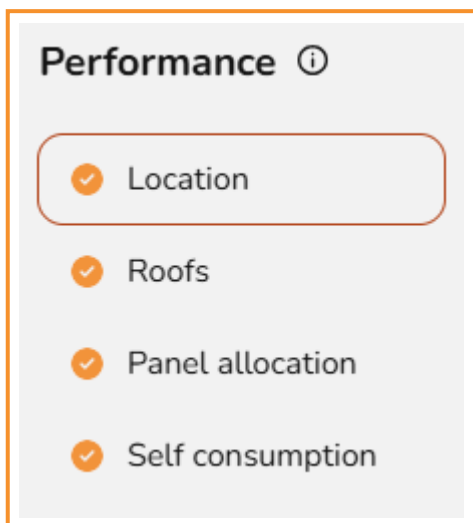 Performance
Location
Roofs
Panel allocation
Self consumption